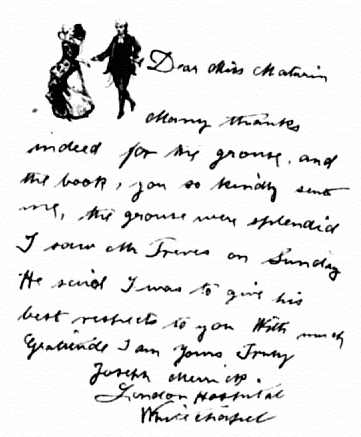 Dear Miss Maturin
Many thanks
indeed for the grouse, and
the book, you so kindly sent
me, the grouse were splendid
I saw Mr Treves on Sunday
He said I was to give his
best respects to you With much
Gratitude I am Yours Truly
Joseph Merrick.
London Hospital
Whitechapel